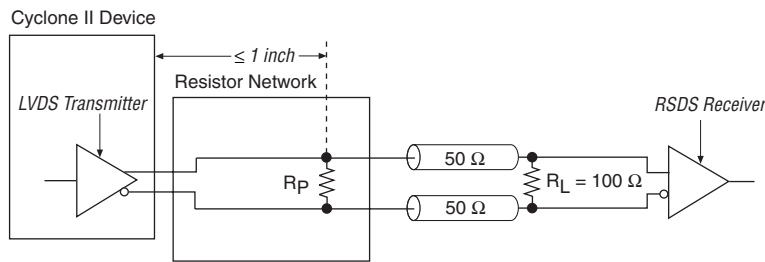 Cyclone II Device
≤ 1 inch
Resistor Network
LVDS Transmitter
RSDS Receiver
50 Ω
RP
RL = 100 Ω
50 Ω